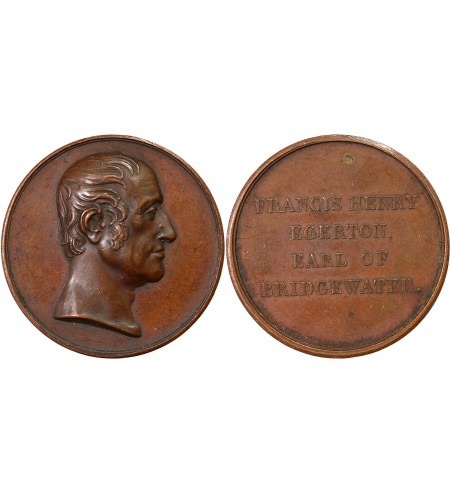 FRANCIS HENRY
EGERTON,
EARL OF
BRIDGEWATER.